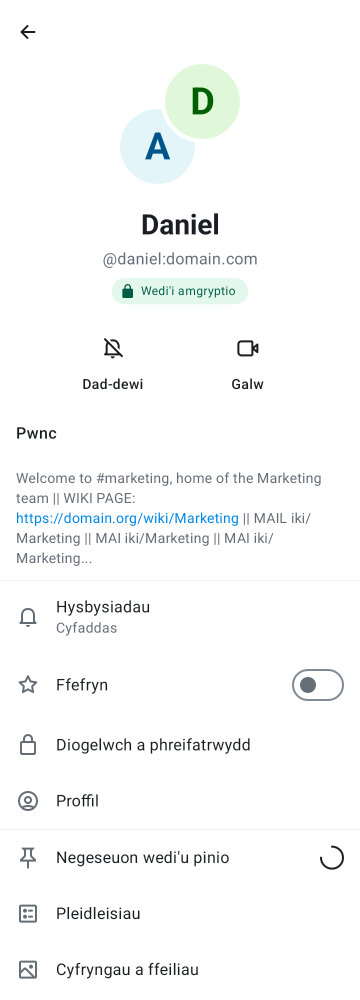 D
A
Daniel
@daniel:domain.com
Wedi'i amgryptio
Dad-dewi
Galw
Pwnc
Welcome to #marketing, home of the Marketing
team || WIKI PAGE:
https://domain.org/wiki/Marketing || MAIL iki/
Marketing || MAI iki/Marketing || MAI iki/
Marketing...
Hysbysiadau
Cyfaddas
Ffefryn
Diogelwch a phreifatrwydd
Proffil
Negeseuon wedi'u pinio
Pleidleisiau
Cyfryngau a ffeiliau